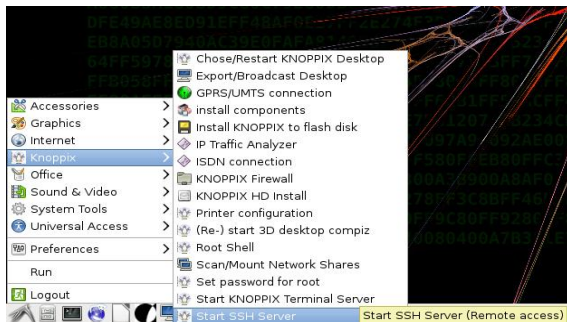 Chose/Restart KNOPPIX Desktop
Export/Broadcast Desktop
GPRS/UMTS connection
install components
Install KNOPPIX to flash disk
IP Traffic Analyzer
ISDN connection
KNOPPIX Firewall
KNOPPIX HD Install
Printer configuration
(Re-) start 3D desktop compiz
Root Shell
Scan/Mount Network Shares
Set password for root
Start KNOPPIX Terminal Server
Start SSH Server
Start SSH Server (Remote access)
Accessories
Graphics
Internet
Knoppix
Office
Sound & Video
System Tools
Universal Access
Preferences
Run
Logout